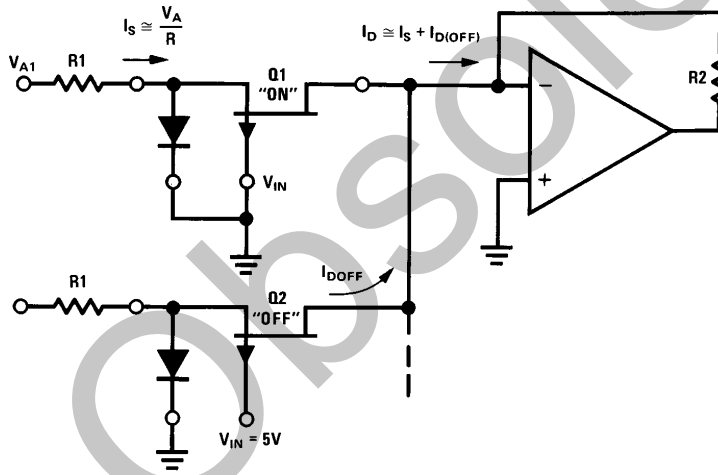 I_S ≅ V_A / R
I_D ≅ I_S + I_D(OFF)
V_A1
R1
Q1
"ON"
−
R2
+
V_IN
I_DOFF
R1
Q2
"OFF"
V_IN = 5V
Obsolete